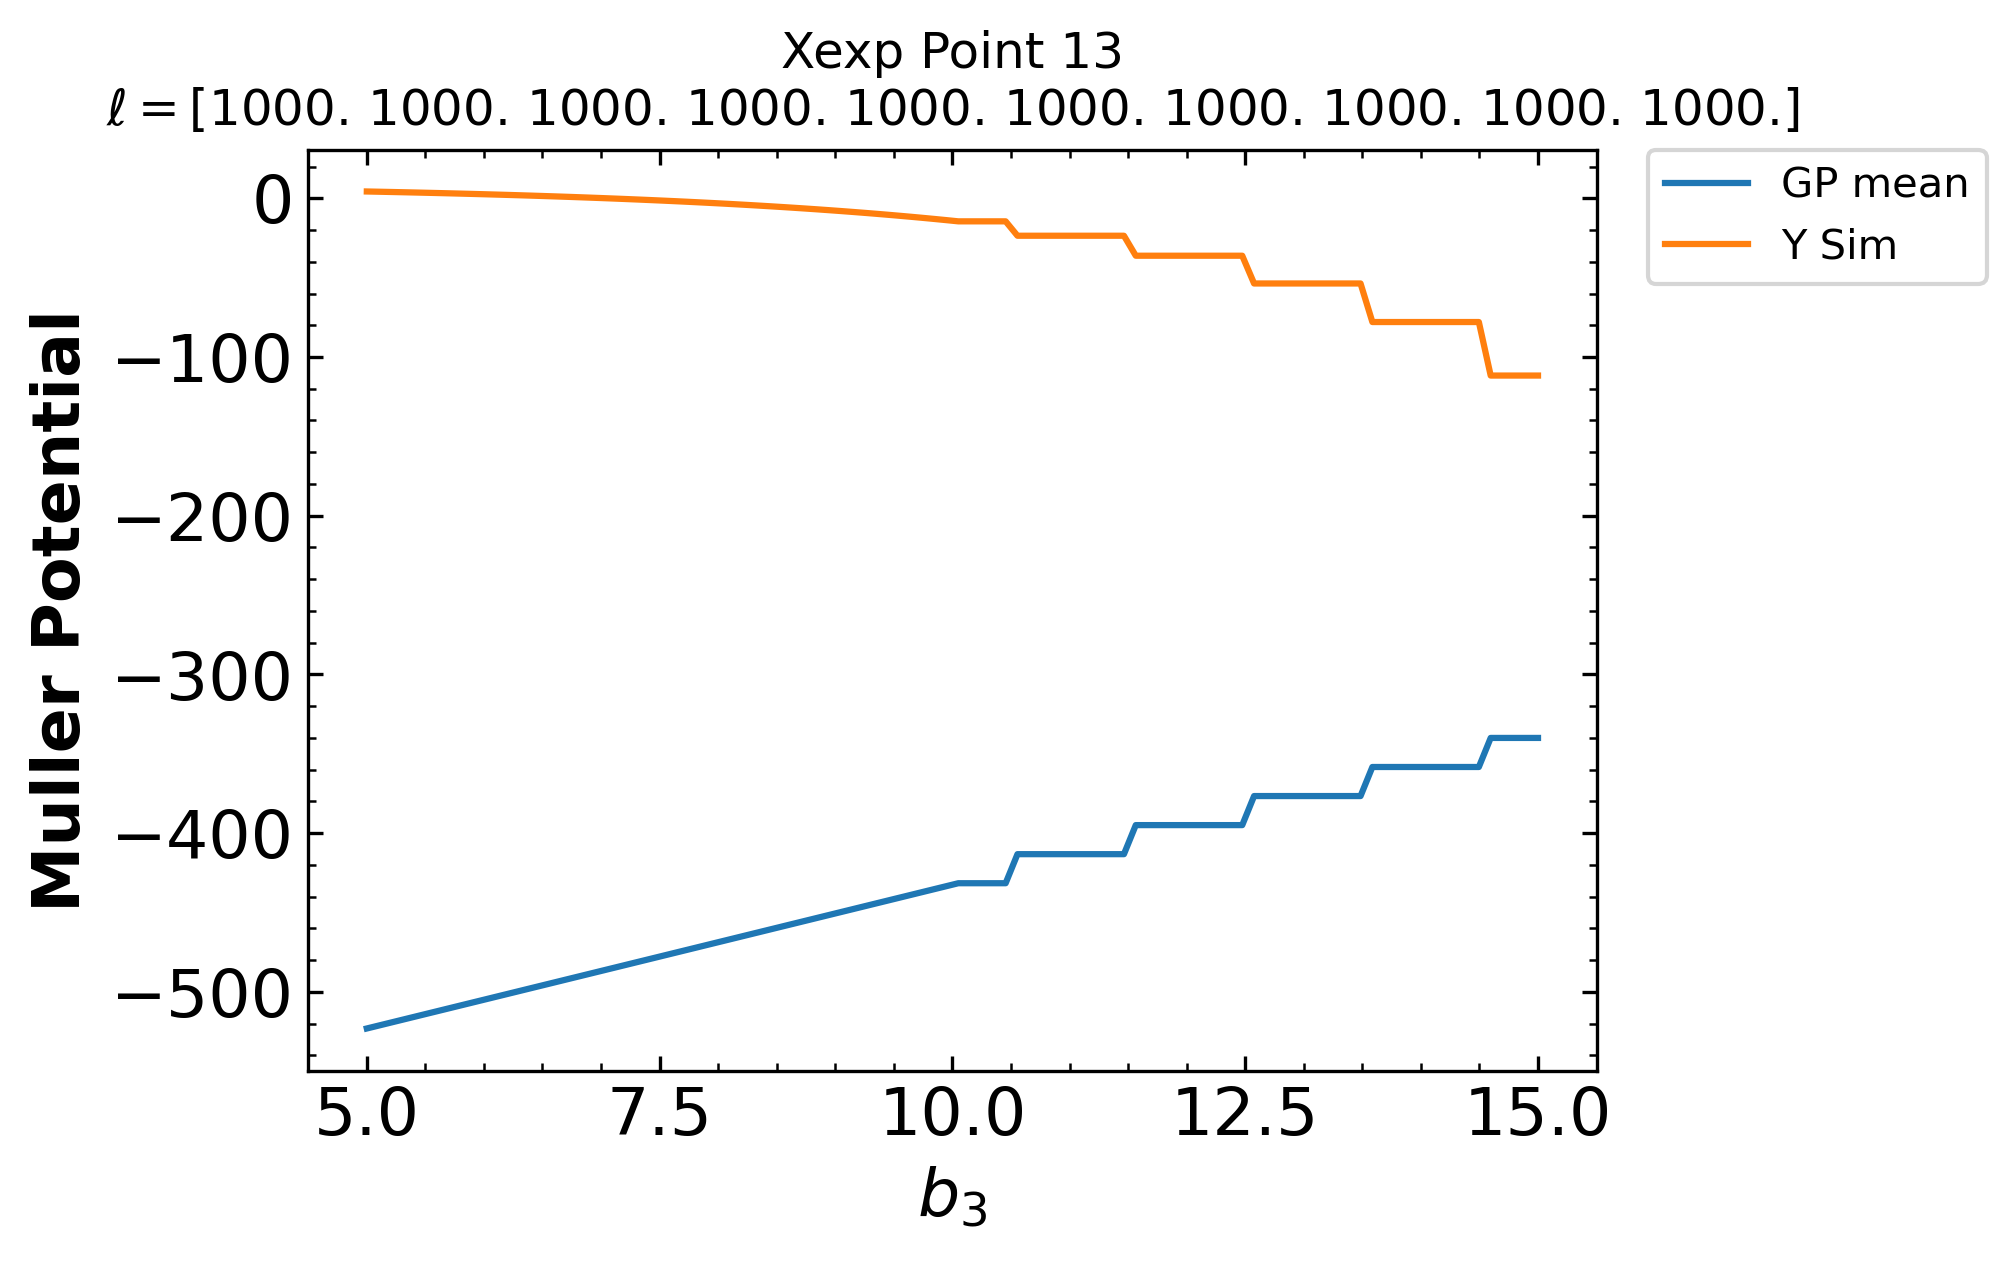 Xexp Point 13
ℓ = [1000. 1000. 1000. 1000. 1000. 1000. 1000. 1000. 1000. 1000.]
GP mean
Y Sim
Muller Potential
0
−100
−200
−300
−400
−500
5.0 7.5 10.0 12.5 15.0
b₃